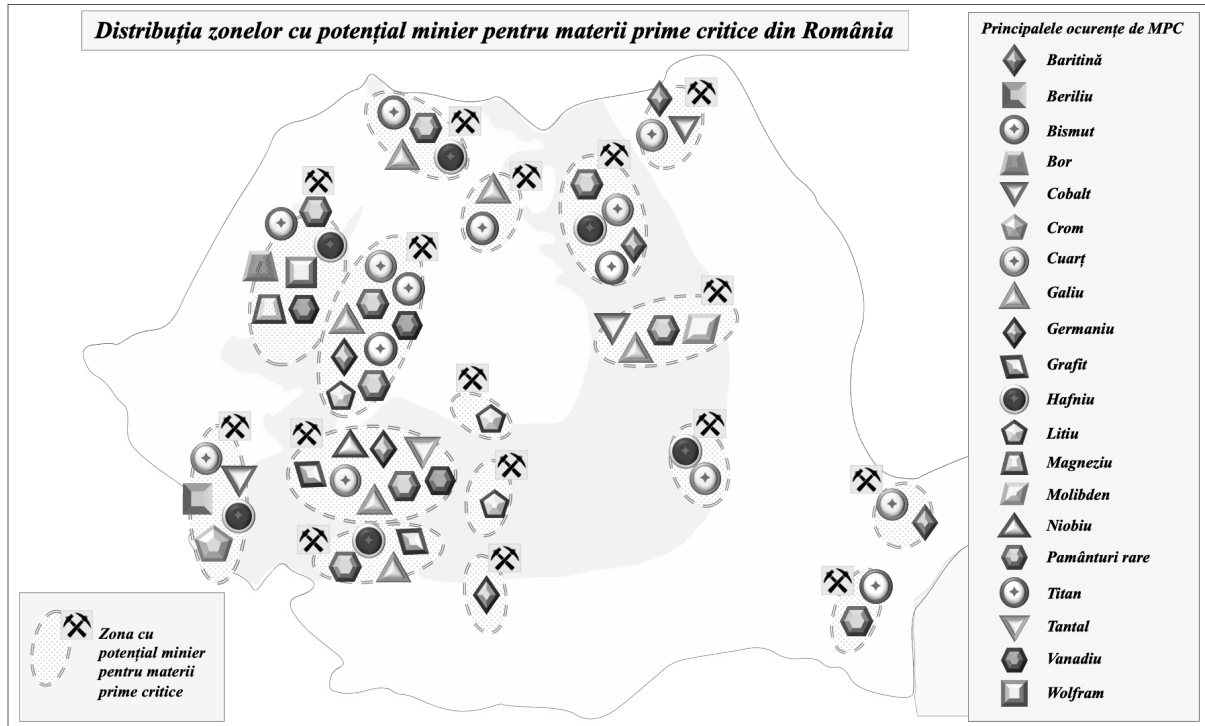 Distribuția zonelor cu potențial minier pentru materii prime critice din România
Principalele ocurențe de MPC
Baritină
Beriliu
Bismut
Bor
Cobalt
Crom
Cuarț
Galiu
Germaniu
Grafit
Hafniu
Litiu
Magneziu
Molibden
Niobiu
Pamânturi rare
Titan
Tantal
Vanadiu
Wolfram
Zona cu
potențial minier
pentru materii
prime critice